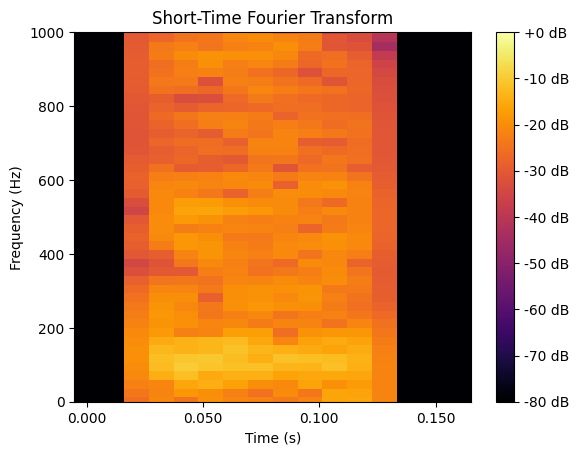 Short-Time Fourier Transform
Frequency (Hz)
1000
800
600
400
200
0
0.000
0.050
0.100
0.150
Time (s)
+0 dB
-10 dB
-20 dB
-30 dB
-40 dB
-50 dB
-60 dB
-70 dB
-80 dB